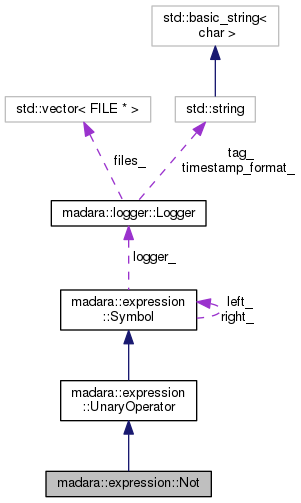 std::basic_string<
char >
std::vector< FILE * >
std::string
files_
tag_
timestamp_format_
madara::logger::Logger
logger_
madara::expression
::Symbol
left_
right_
madara::expression
::UnaryOperator
madara::expression::Not